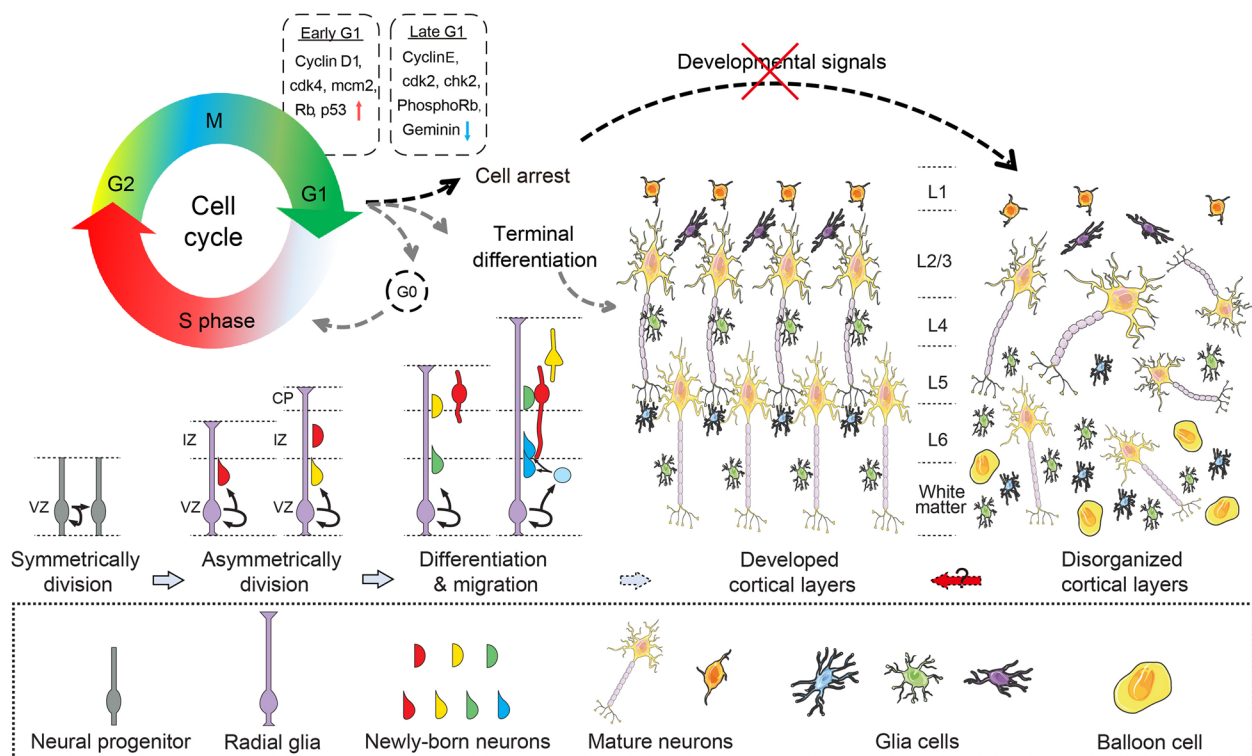 Early G1
Cyclin D1,
cdk4, mcm2,
Rb, p53
Late G1
CyclinE,
cdk2, chk2,
PhosphoRb,
Geminin
Developmental signals
M
G2
G1
Cell
cycle
S phase
Cell arrest
Terminal
differentiation
G0
L1
L2/3
L4
L5
L6
White
matter
VZ
IZ
VZ
CP
IZ
VZ
Symmetrically
division
Asymmetrically
division
Differentiation
& migration
Developed
cortical layers
?
Disorganized
cortical layers
Neural progenitor
Radial glia
Newly-born neurons
Mature neurons
Glia cells
Balloon cell